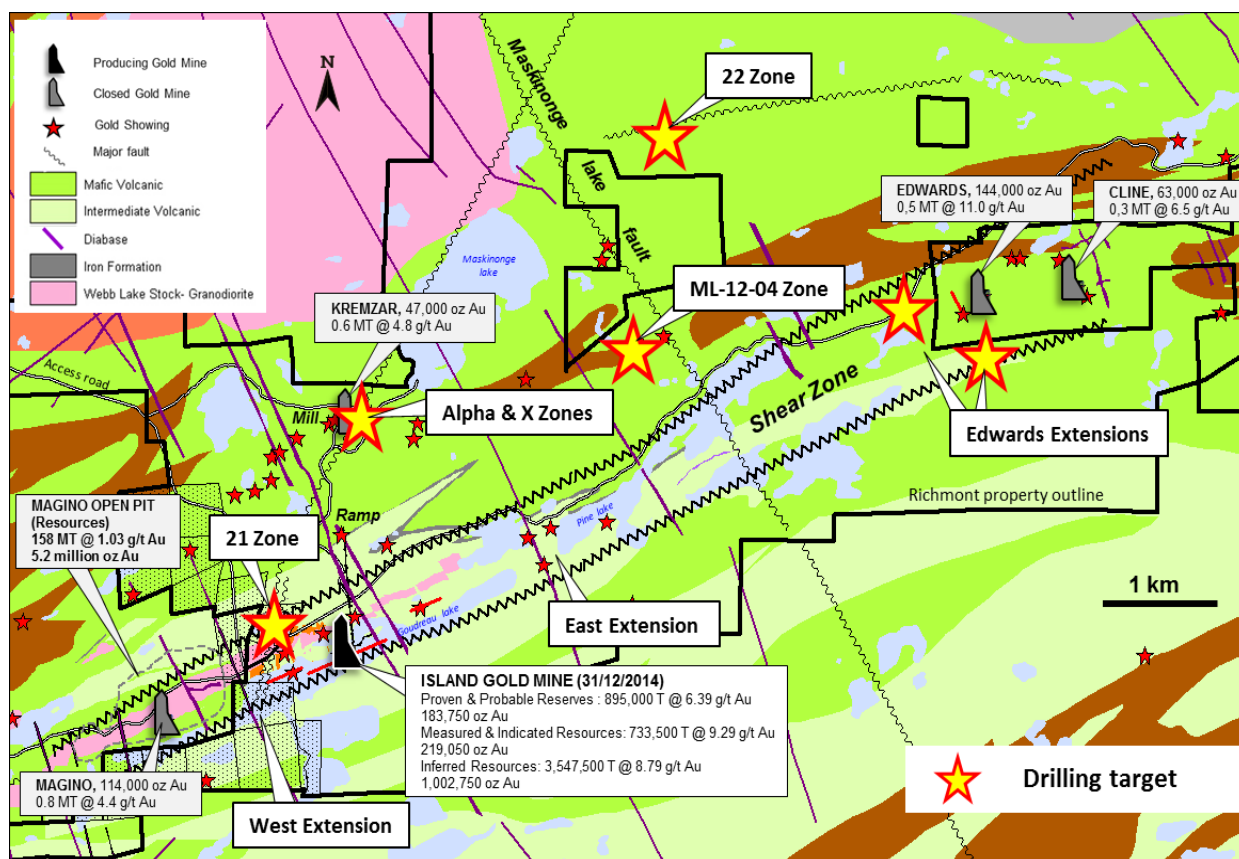 Producing Gold Mine
Closed Gold Mine
Gold Showing
Major fault
Mafic Volcanic
Intermediate Volcanic
Diabase
Iron Formation
Webb Lake Stock- Granodiorite
N
Maskinonge
lake
fault
22 Zone
EDWARDS, 144,000 oz Au
0,5 MT @ 11.0 g/t Au
CLINE, 63,000 oz Au
0,3 MT @ 6.5 g/t Au
Maskinonge
lake
ML-12-04 Zone
KREMZAR, 47,000 oz Au
0.6 MT @ 4.8 g/t Au
Access road
Mill
Alpha & X Zones
Shear Zone
Edwards Extensions
Richmont property outline
MAGINO OPEN PIT
(Resources)
158 MT @ 1.03 g/t Au
5.2 million oz Au
21 Zone
Ramp
Pine lake
1 km
Goudreau lake
East Extension
ISLAND GOLD MINE (31/12/2014)
Proven & Probable Reserves : 895,000 T @ 6.39 g/t Au
183,750 oz Au
Measured & Indicated Resources: 733,500 T @ 9.29 g/t Au
219,050 oz Au
Inferred Resources: 3,547,500 T @ 8.79 g/t Au
1,002,750 oz Au
MAGINO, 114,000 oz Au
0.8 MT @ 4.4 g/t Au
West Extension
Drilling target